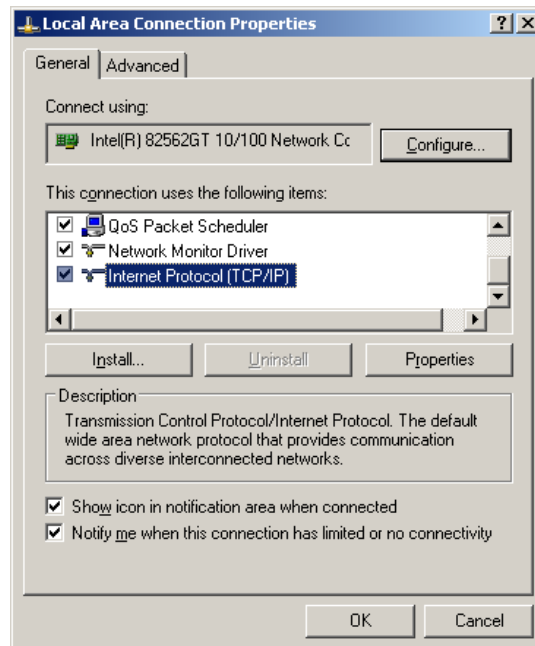 Local Area Connection Properties
General
Advanced
Connect using:
Intel(R) 82562GT 10/100 Network Cc
Configure...
This connection uses the following items:
QoS Packet Scheduler
Network Monitor Driver
Internet Protocol (TCP/IP)
Install...
Uninstall
Properties
Description
Transmission Control Protocol/Internet Protocol. The default
wide area network protocol that provides communication
across diverse interconnected networks.
Show icon in notification area when connected
Notify me when this connection has limited or no connectivity
OK
Cancel